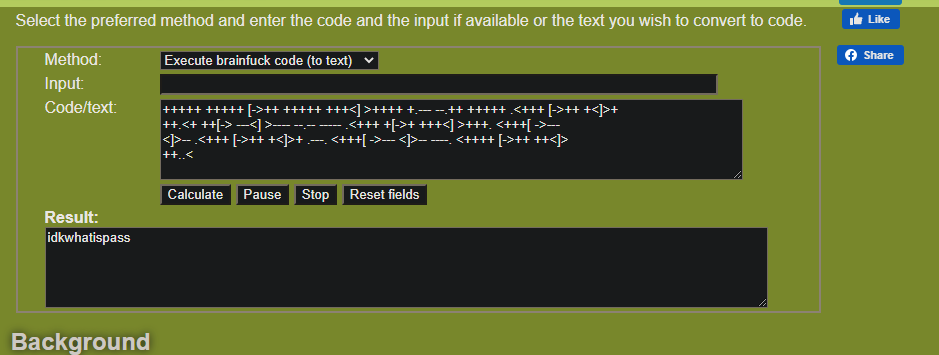 Select the preferred method and enter the code and the input if available or the text you wish to convert to code.
Like
Share
Method: Execute brainfuck code (to text)
Input:
Code/text: +++++ +++++ [->++ +++++ +++<] >++++ +.--- --.++ +++++ .<+++ [->++ +<]>+
++.<+ ++[-> ---<] >---- --.-- ----- .<+++ +[->+ +++<] >+++. <+++[ ->---
<]>-- .<+++ [->++ +<]>+ .---. <+++[ ->--- <]>-- ----. <++++ [->++ ++<]>
++..<
Calculate Pause Stop Reset fields
Result:
idkwhatispass
Background